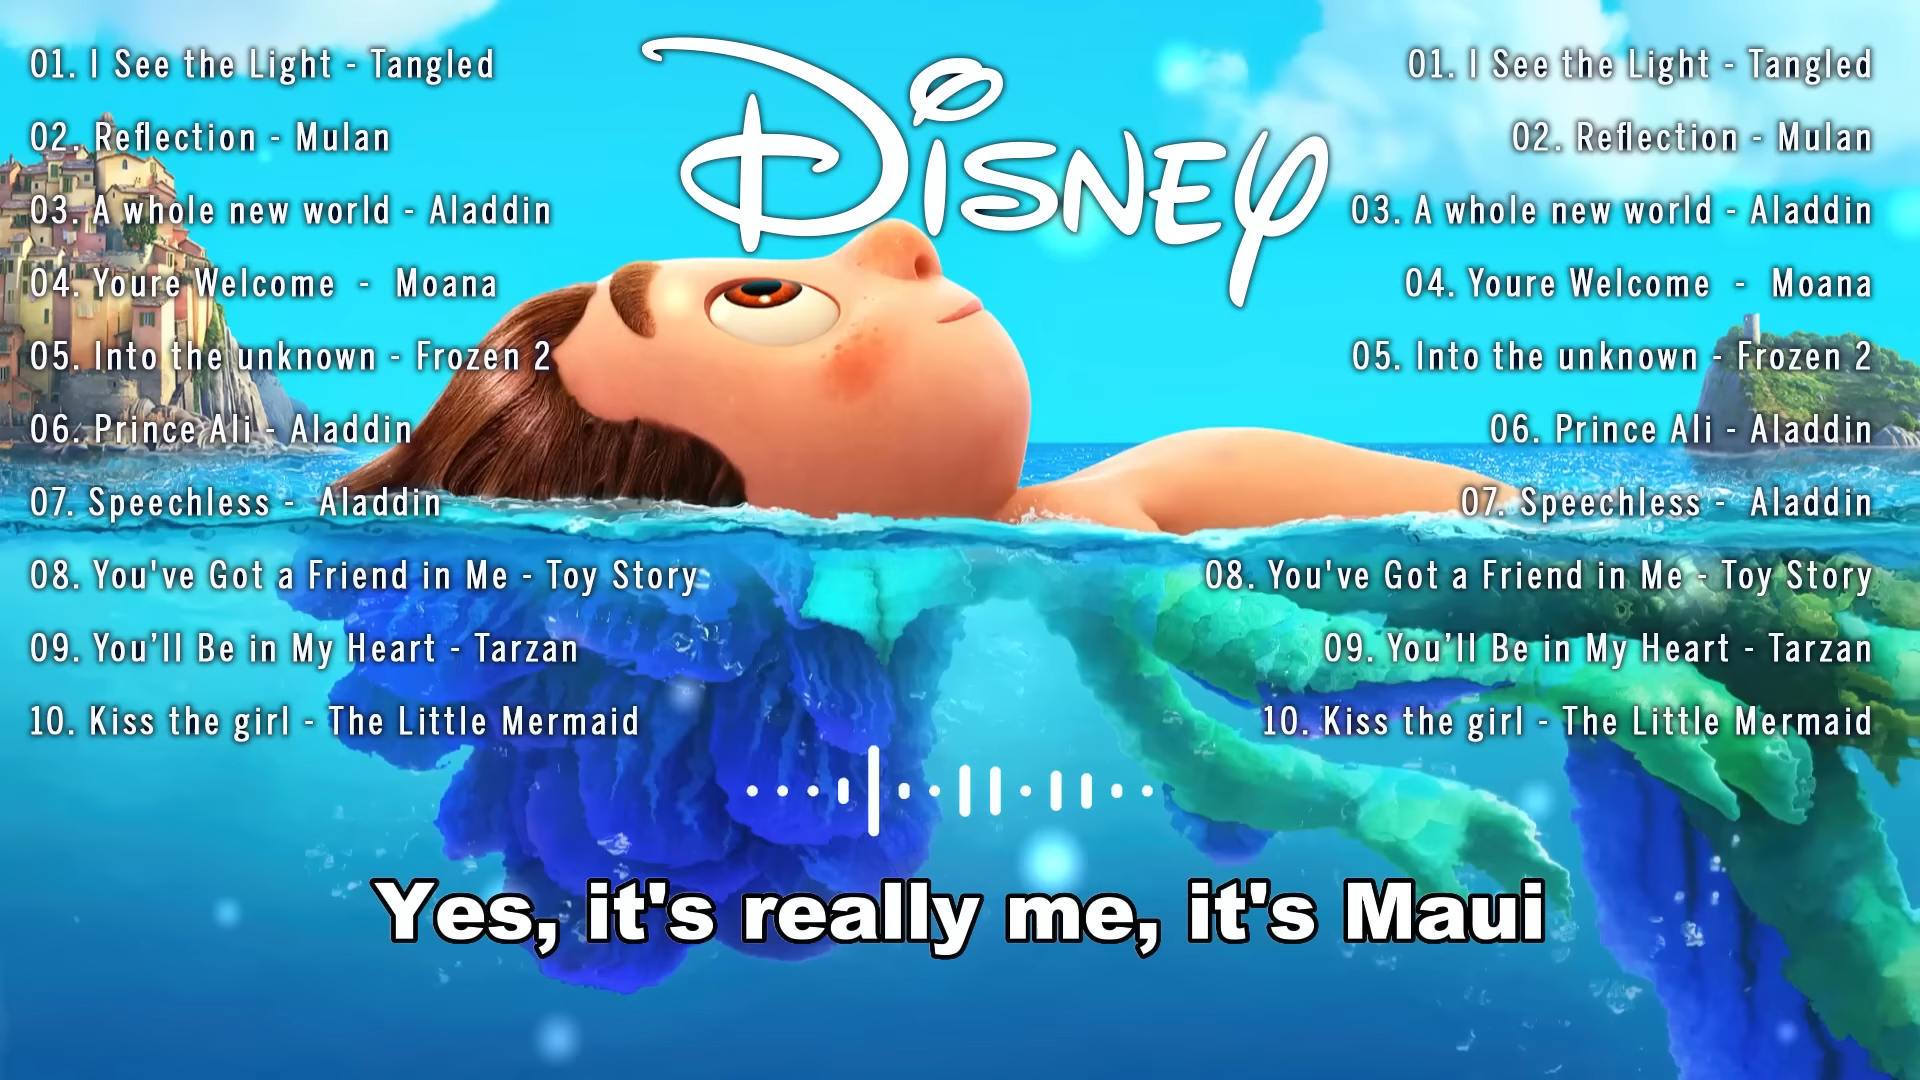 Disney
01. I See the Light - Tangled
02. Reflection - Mulan
03. A whole new world - Aladdin
04. Youre Welcome - Moana
05. Into the unknown - Frozen 2
06. Prince Ali - Aladdin
07. Speechless - Aladdin
08. You've Got a Friend in Me - Toy Story
09. You’ll Be in My Heart - Tarzan
10. Kiss the girl - The Little Mermaid
01. I See the Light - Tangled
02. Reflection - Mulan
03. A whole new world - Aladdin
04. Youre Welcome - Moana
05. Into the unknown - Frozen 2
06. Prince Ali - Aladdin
07. Speechless - Aladdin
08. You've Got a Friend in Me - Toy Story
09. You’ll Be in My Heart - Tarzan
10. Kiss the girl - The Little Mermaid
Yes, it's really me, it's Maui